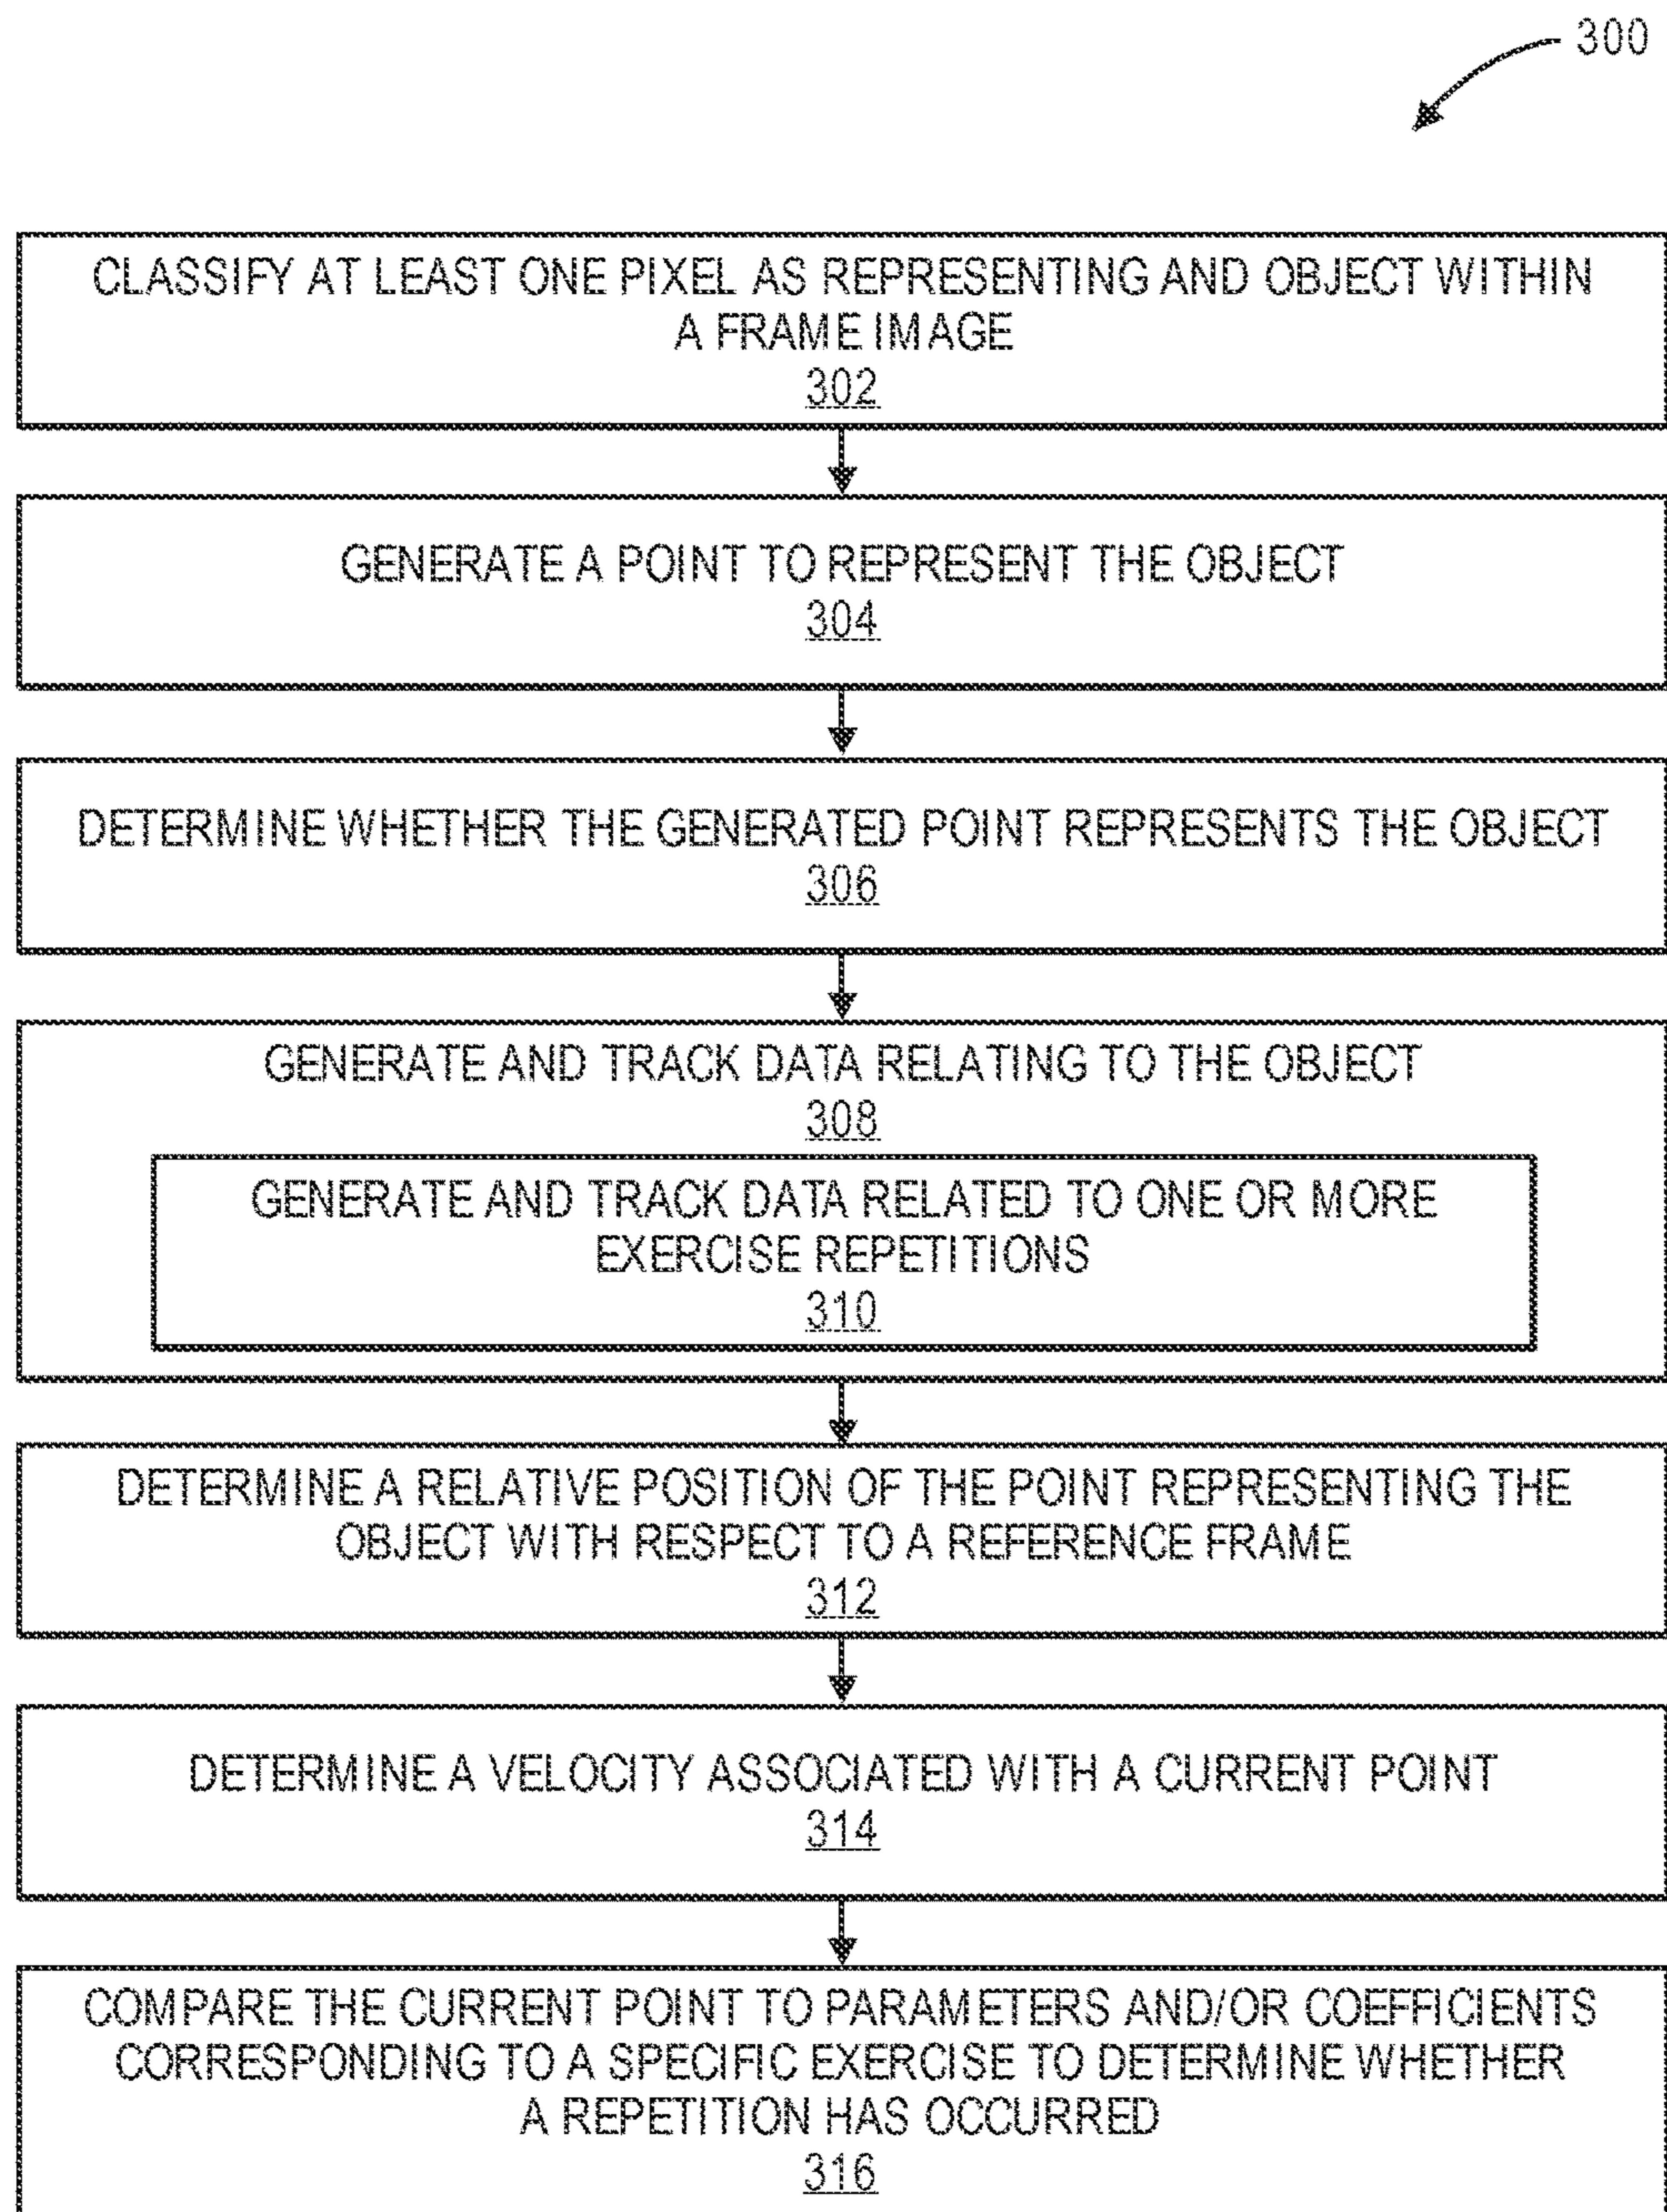 300
CLASSIFY AT LEAST ONE PIXEL AS REPRESENTING AND OBJECT WITHIN
A FRAME IMAGE
302
GENERATE A POINT TO REPRESENT THE OBJECT
304
DETERMINE WHETHER THE GENERATED POINT REPRESENTS THE OBJECT
306
GENERATE AND TRACK DATA RELATING TO THE OBJECT
308
GENERATE AND TRACK DATA RELATED TO ONE OR MORE
EXERCISE REPETITIONS
310
DETERMINE A RELATIVE POSITION OF THE POINT REPRESENTING THE
OBJECT WITH RESPECT TO A REFERENCE FRAME
312
DETERMINE A VELOCITY ASSOCIATED WITH A CURRENT POINT
314
COMPARE THE CURRENT POINT TO PARAMETERS AND/OR COEFFICIENTS
CORRESPONDING TO A SPECIFIC EXERCISE TO DETERMINE WHETHER
A REPETITION HAS OCCURRED
316